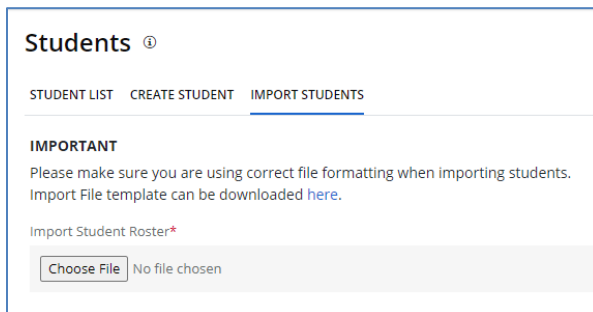 Students
STUDENT LIST CREATE STUDENT IMPORT STUDENTS
IMPORTANT
Please make sure you are using correct file formatting when importing students.
Import File template can be downloaded here.
Import Student Roster*
Choose File No file chosen